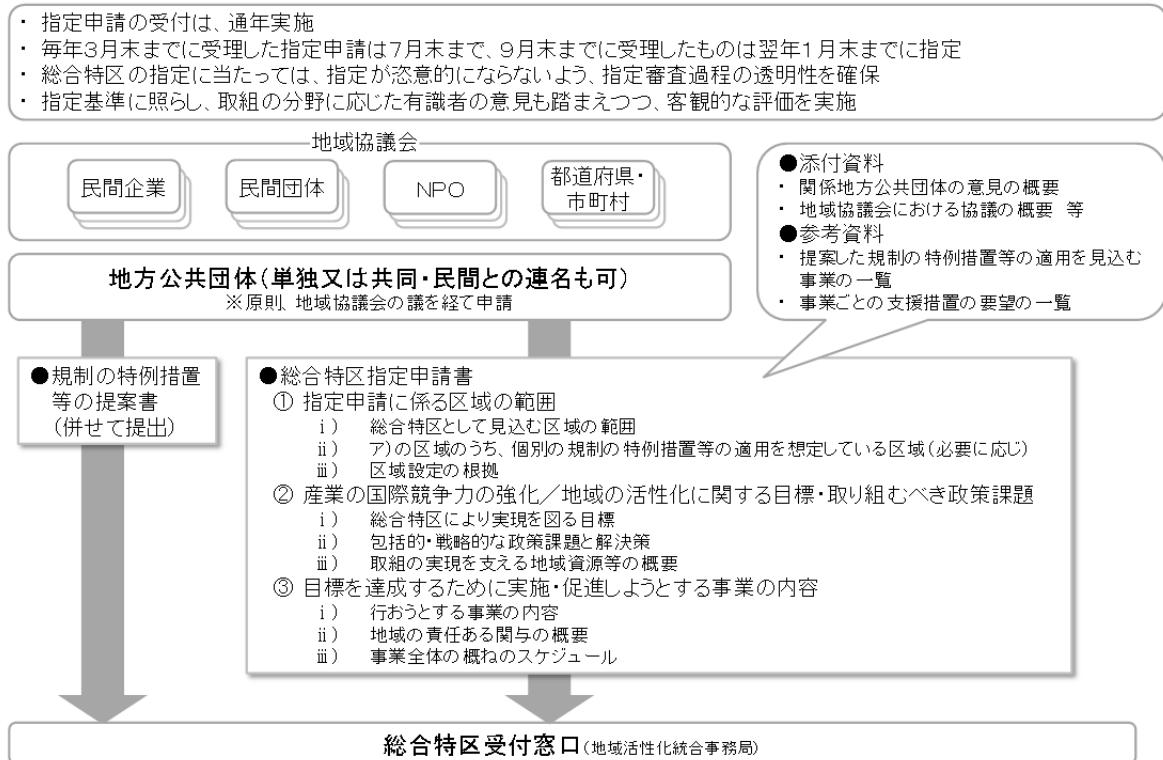 ・ 指定申請の受付は、通年実施
・ 毎年3月末までに受理した指定申請は7月末まで、9月末までに受理したものは翌年1月末までに指定
・ 総合特区の指定に当たっては、指定が恣意的にならないよう、指定審査過程の透明性を確保
・ 指定基準に照らし、取組の分野に応じた有識者の意見も踏まえつつ、客観的な評価を実施
地域協議会
民間企業
民間団体
NPO
都道府県・
市町村
●添付資料
・ 関係地方公共団体の意見の概要
・ 地域協議会における協議の概要 等
●参考資料
・ 提案した規制の特例措置等の適用を見込む
事業の一覧
・ 事業ごとの支援措置の要望の一覧
地方公共団体(単独又は共同・民間との連名も可)
※原則、地域協議会の議を経て申請
●規制の特例措置
等の提案書
(併せて提出)
●総合特区指定申請書
① 指定申請に係る区域の範囲
ⅰ) 総合特区として見込む区域の範囲
ⅱ) ア)の区域のうち、個別の規制の特例措置等の適用を想定している区域(必要に応じ)
ⅲ) 区域設定の根拠
② 産業の国際競争力の強化/地域の活性化に関する目標・取り組むべき政策課題
ⅰ) 総合特区により実現を図る目標
ⅱ) 包括的・戦略的な政策課題と解決策
ⅲ) 取組の実現を支える地域資源等の概要
③ 目標を達成するために実施・促進しようとする事業の内容
ⅰ) 行おうとする事業の内容
ⅱ) 地域の責任ある関与の概要
ⅲ) 事業全体の概ねのスケジュール
総合特区受付窓口(地域活性化統合事務局)